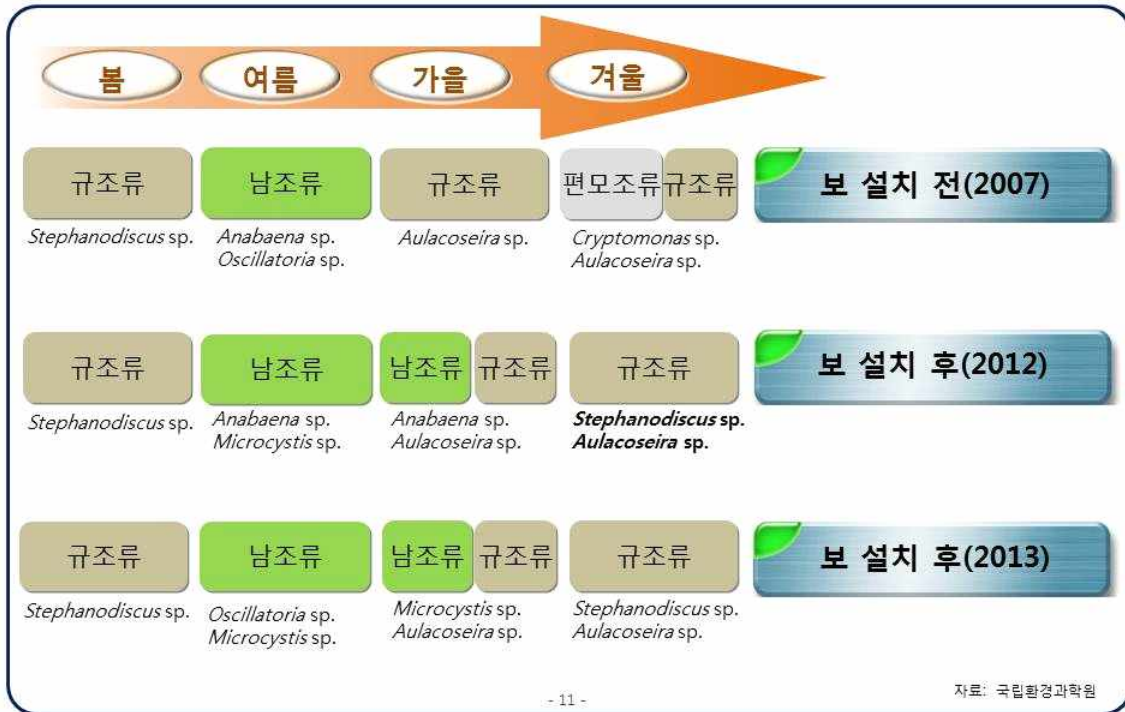 봄 여름 가을 겨울
규조류 남조류 규조류 편모조류 규조류 보 설치 전(2007)
Stephanodiscus sp. Anabaena sp. Aulacoseira sp. Cryptomonas sp.
Oscillatoria sp. Aulacoseira sp.
규조류 남조류 남조류 규조류 규조류 보 설치 후(2012)
Stephanodiscus sp. Anabaena sp. Anabaena sp. Stephanodiscus sp.
Microcystis sp. Aulacoseira sp. Aulacoseira sp.
규조류 남조류 남조류 규조류 규조류 보 설치 후(2013)
Stephanodiscus sp. Oscillatoria sp. Microcystis sp. Stephanodiscus sp.
Microcystis sp. Aulacoseira sp. Aulacoseira sp.
- 11 -
자료: 국립환경과학원